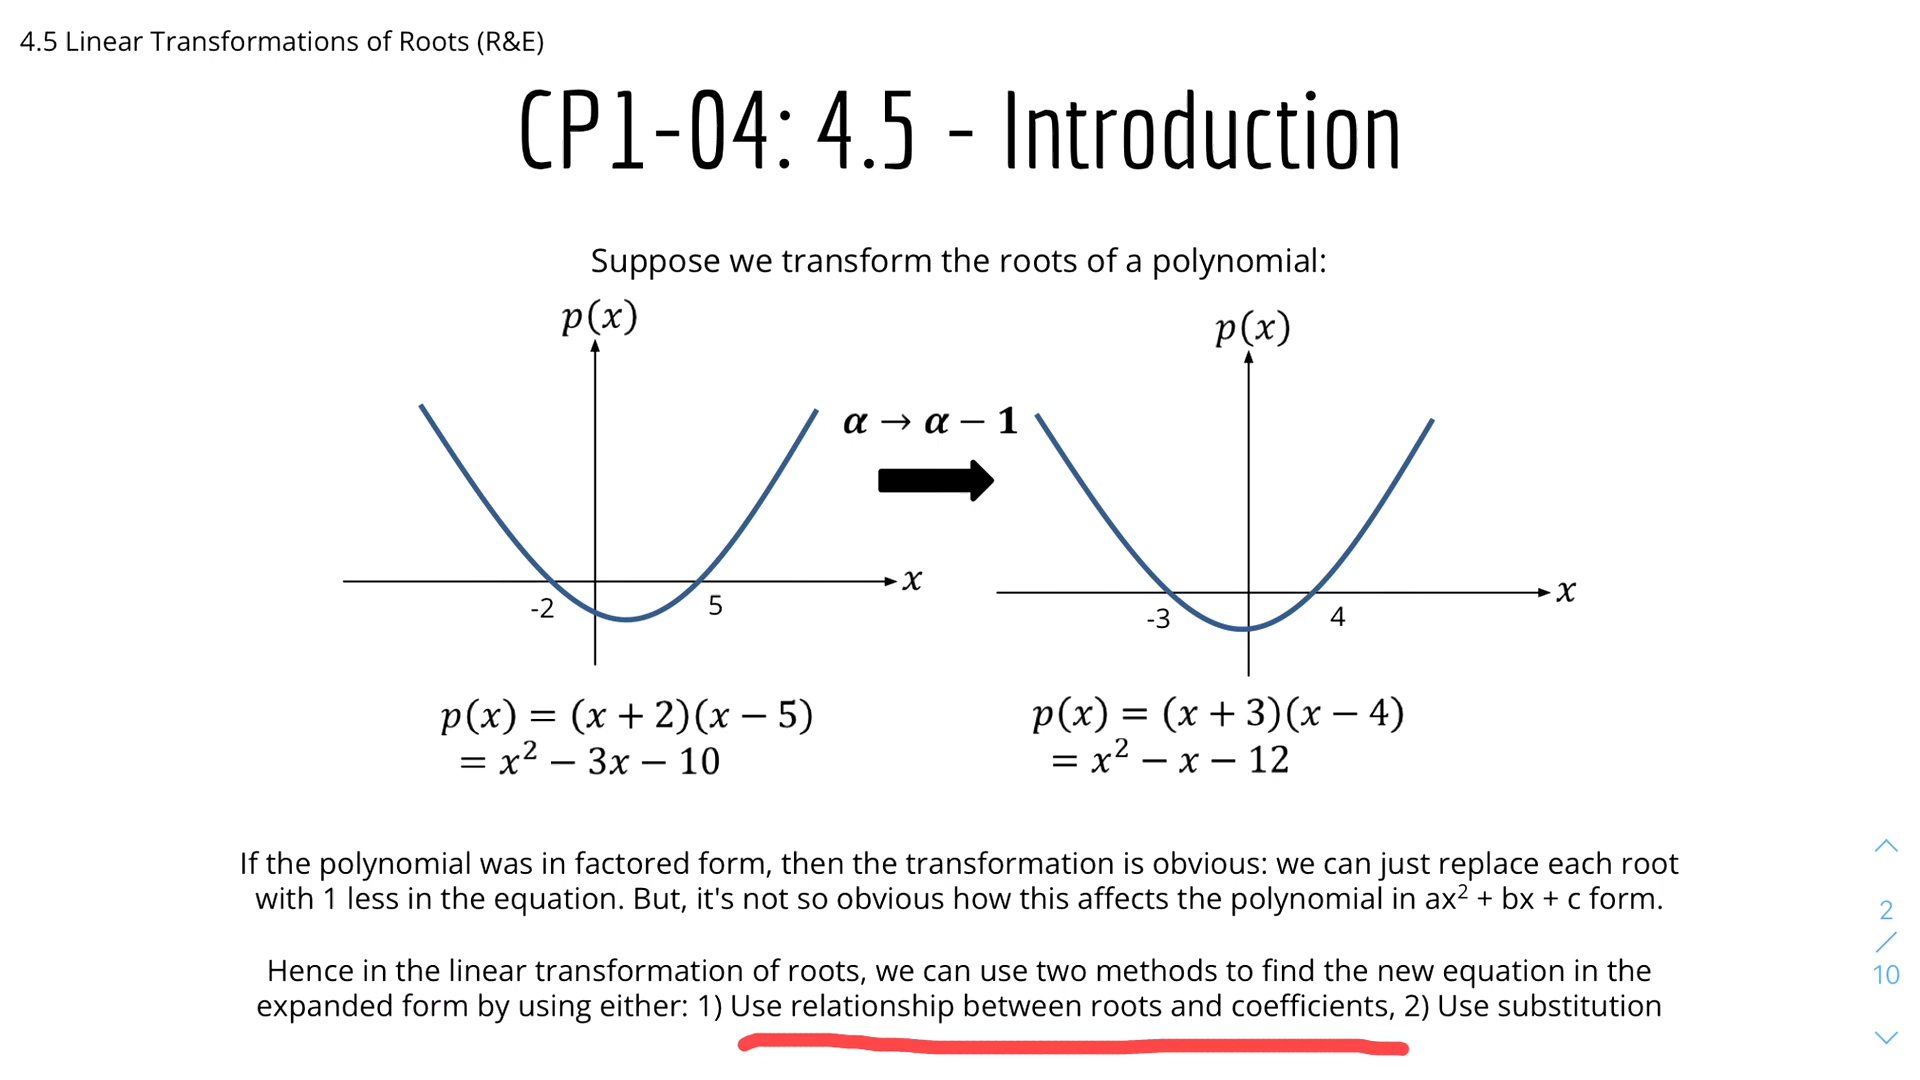 4.5 Linear Transformations of Roots (R&E)
CP1-04: 4.5 - Introduction
Suppose we transform the roots of a polynomial:
p(x)
p(x)
α → α − 1
x
x
-2
5
-3
4
p(x) = (x + 2)(x − 5)
= x² − 3x − 10
p(x) = (x + 3)(x − 4)
= x² − x − 12
If the polynomial was in factored form, then the transformation is obvious: we can just replace each root
with 1 less in the equation. But, it's not so obvious how this affects the polynomial in ax² + bx + c form.
Hence in the linear transformation of roots, we can use two methods to find the new equation in the
expanded form by using either: 1) Use relationship between roots and coefficients, 2) Use substitution
2
/
10